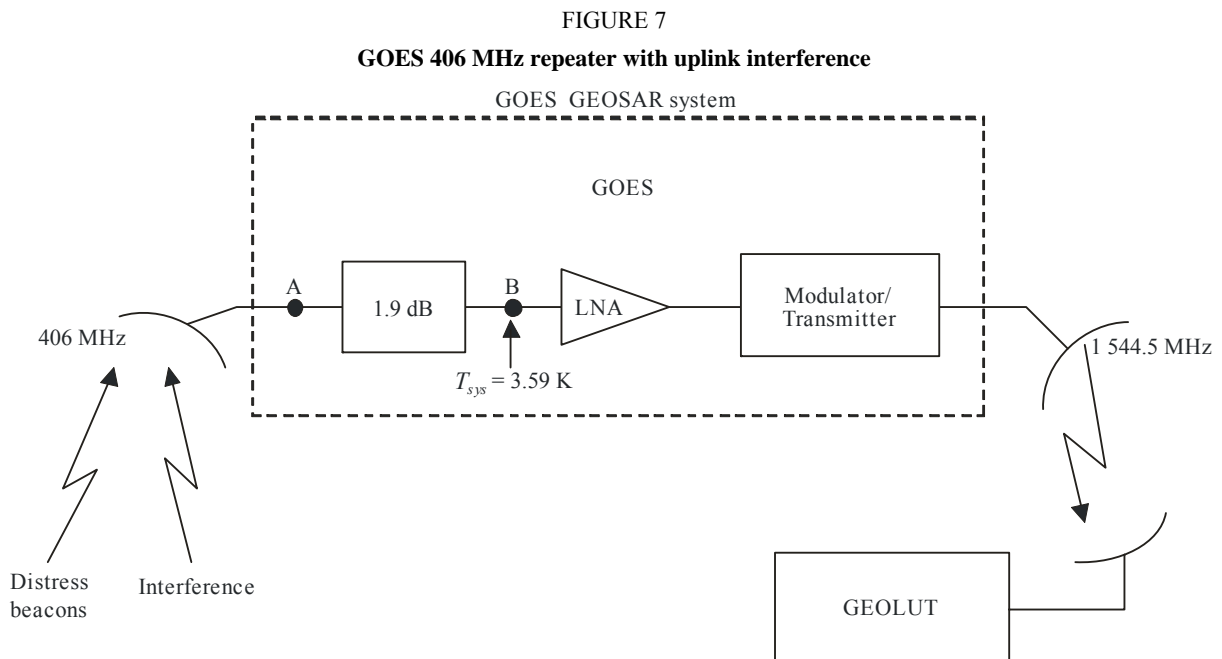 FIGURE 7
GOES 406 MHz repeater with uplink interference
GOES GEOSAR system
GOES
A
1.9 dB
B
LNA
Modulator/
Transmitter
406 MHz
1 544.5 MHz
T_sys = 3.59 K
Distress
beacons
Interference
GEOLUT